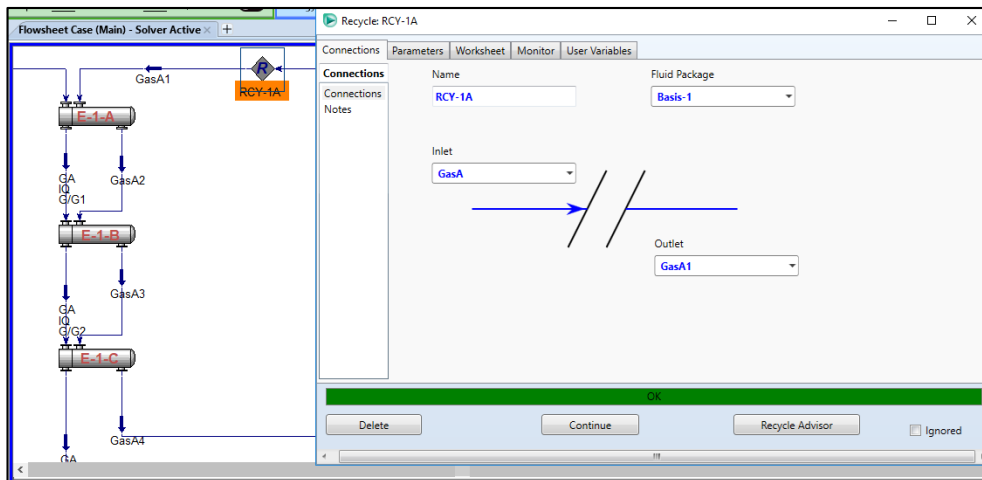 Flowsheet Case (Main) - Solver Active × +
GasA1
RCY-1A
E-1-A
GA
IQ
G/G1
GasA2
E-1-B
GA
IQ
G/G2
GasA3
E-1-C
GasA4
GA
Recycle: RCY-1A
Connections Parameters Worksheet Monitor User Variables
Connections
Connections
Notes
Name
RCY-1A
Fluid Package
Basis-1
Inlet
GasA
Outlet
GasA1
OK
Delete Continue Recycle Advisor Ignored